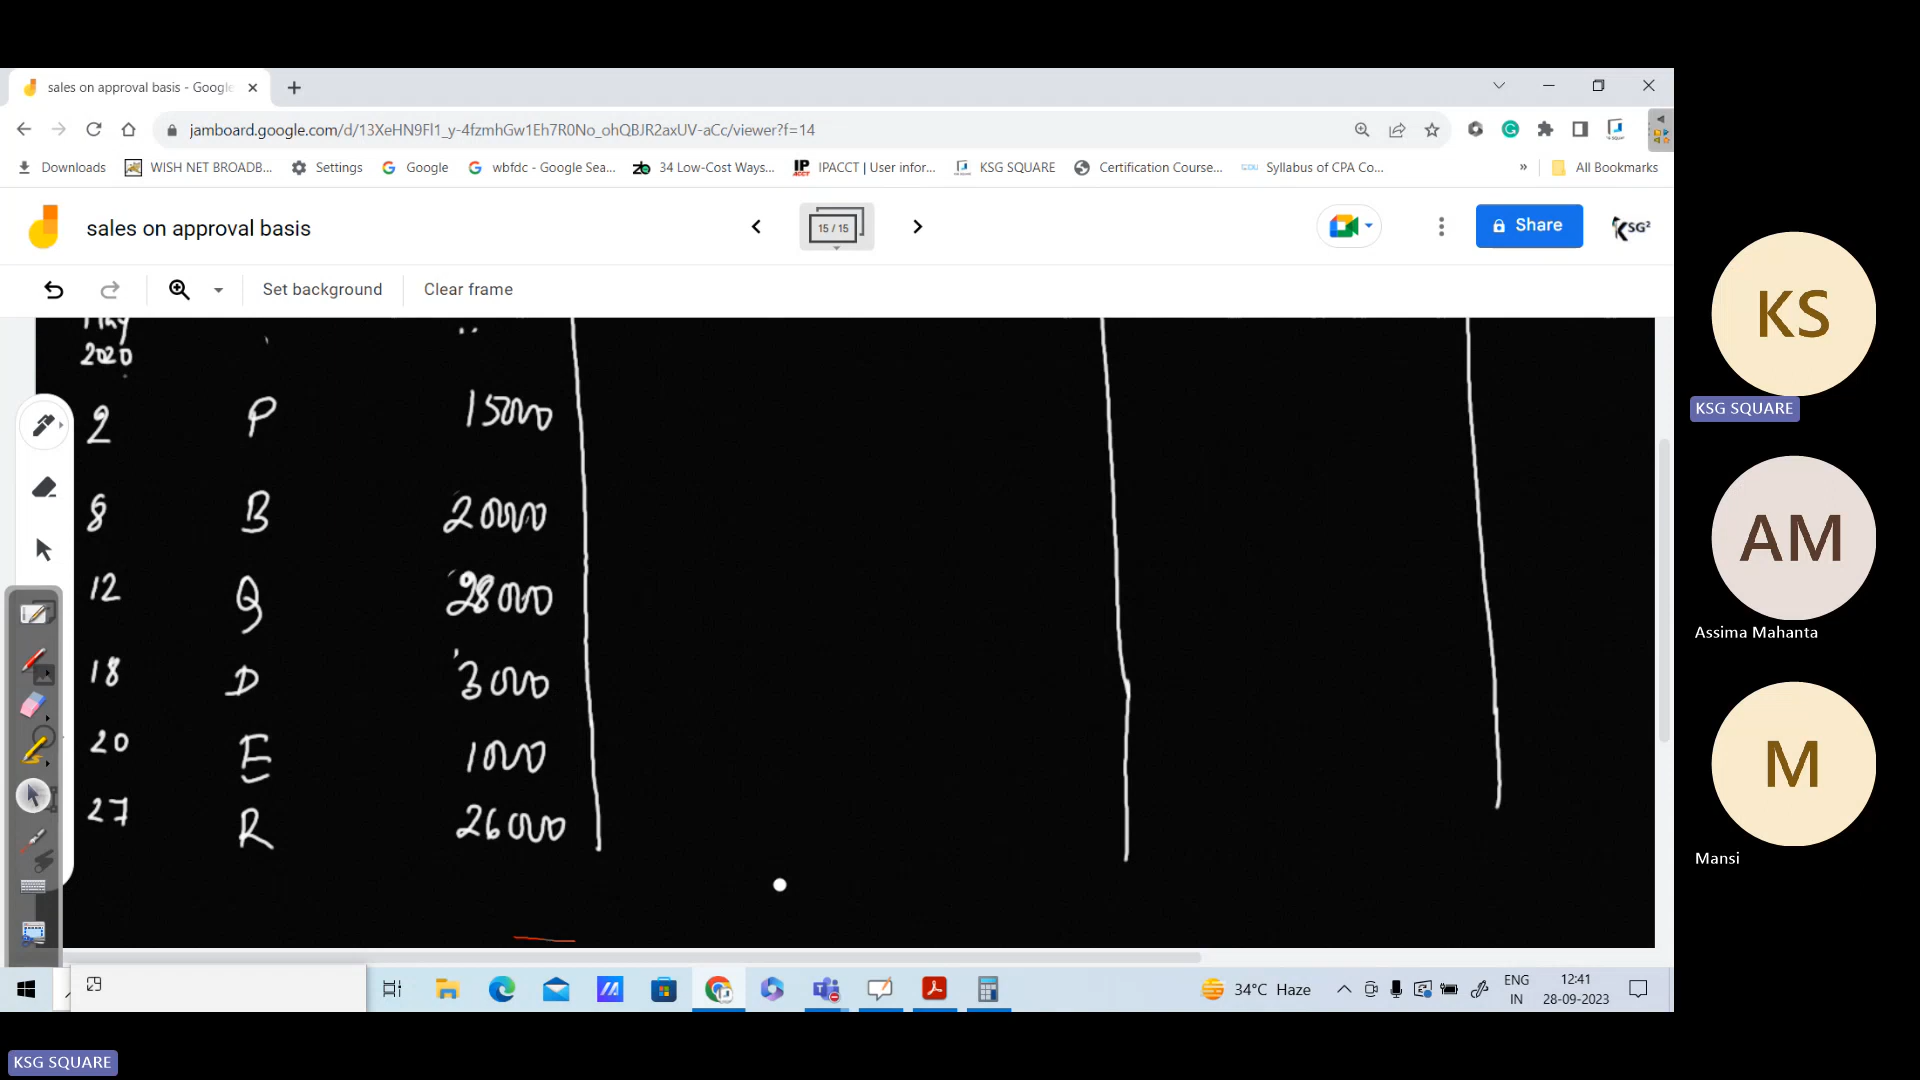 sales on approval basis - Google
jamboard.google.com/d/13XeHN9Fl1_y-4fzmhGw1Eh7R0No_ohQBJR2axUV-aCc/viewer?f=14
Downloads WISH NET BROADB... Settings Google wbfdc - Google Sea... 34 Low-Cost Ways... IP ACCT IPACCT | User infor... KSG SQUARE Certification Course... Syllabus of CPA Co... » All Bookmarks
sales on approval basis
15 / 15
Share
KSG²
Set background Clear frame
May
2020
2 P 15000
8 B 20000
12 Q 28000
18 D 3000
20 E 1000
27 R 26000
34°C Haze
ENG
IN
12:41
28-09-2023
KS
KSG SQUARE
AM
Assima Mahanta
M
Mansi
KSG SQUARE